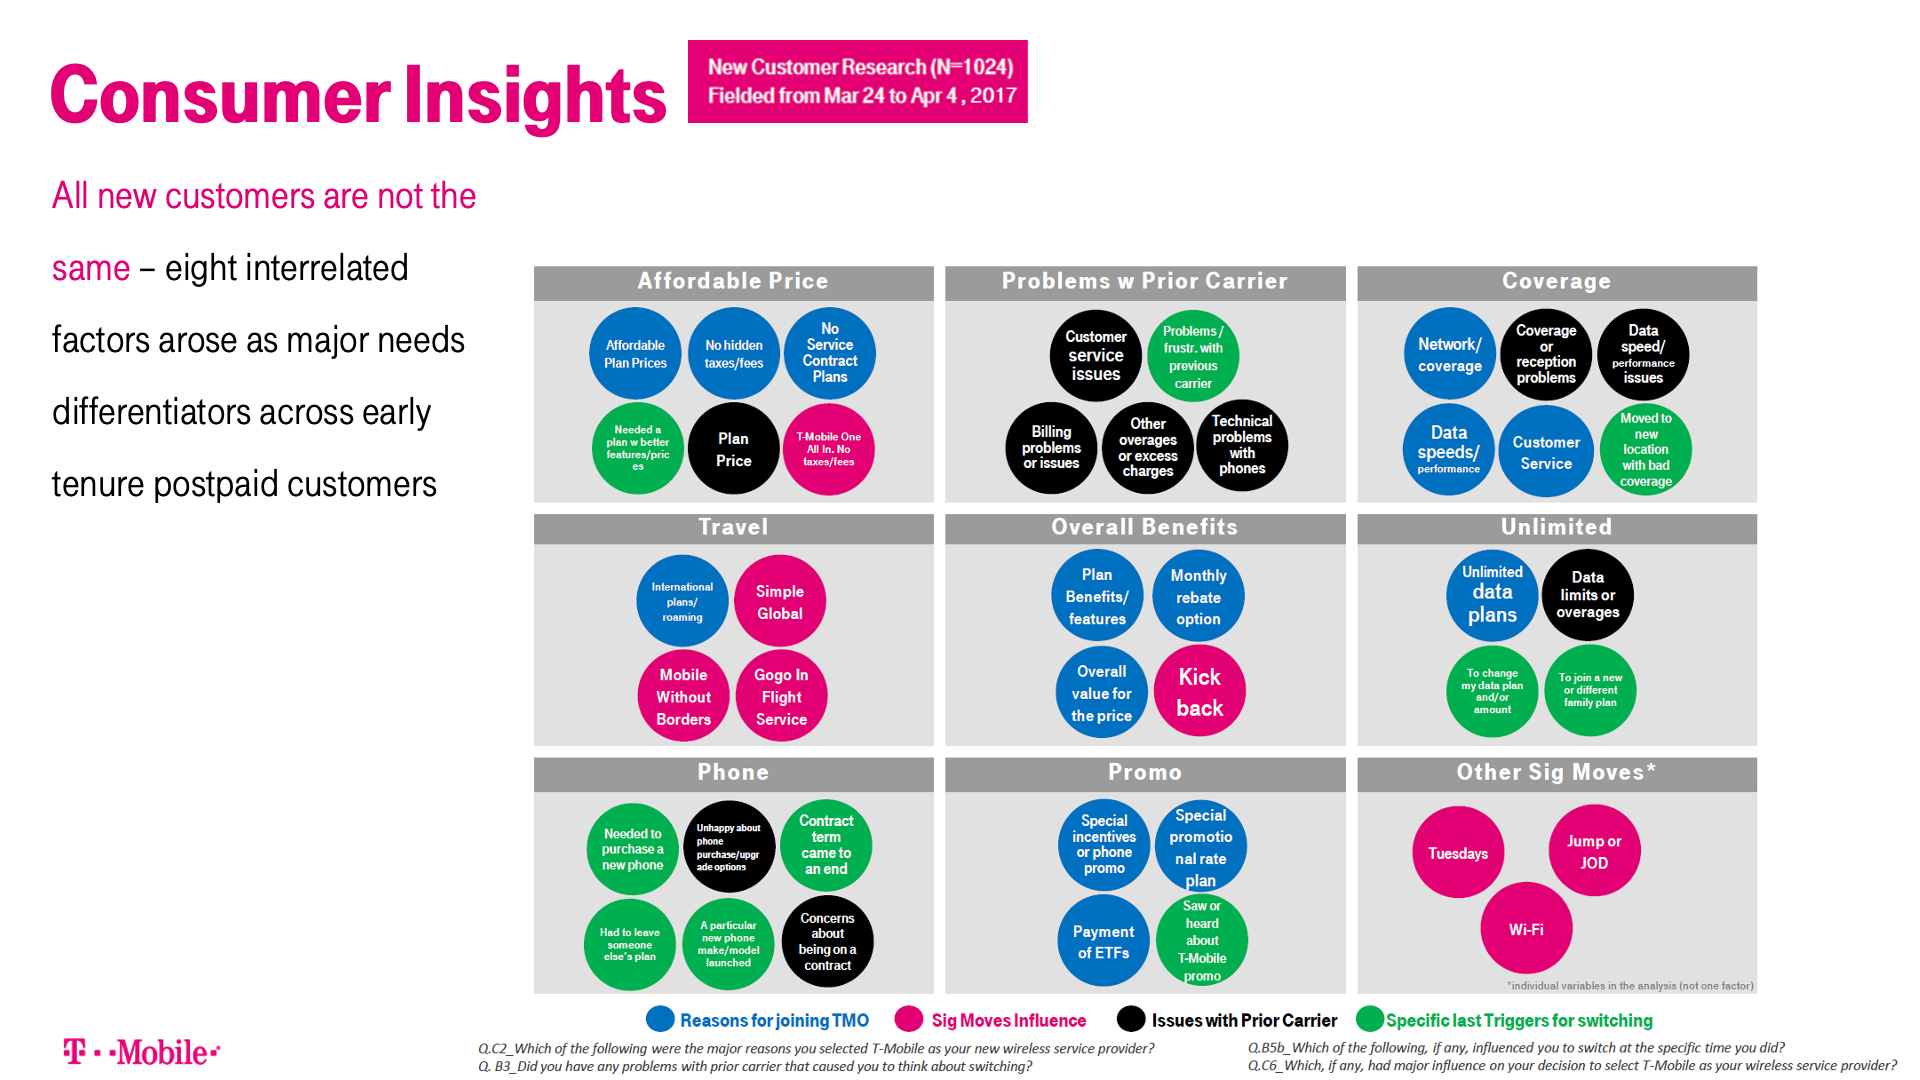 Consumer Insights
New Customer Research (N=1024)
Fielded from Mar 24 to Apr 4 , 2017
All new customers are not the
same – eight interrelated
factors arose as major needs
differentiators across early
tenure postpaid customers
Affordable Price
Affordable
Plan Prices
No hidden
taxes/fees
No
Service
Contract
Plans
Needed a
plan w better
features/pric
es
Plan
Price
T-Mobile One
All In. No
taxes/fees
Problems w Prior Carrier
Customer
service
issues
Problems /
frustr. with
previous
carrier
Billing
problems
or issues
Other
overages
or excess
charges
Technical
problems
with
phones
Coverage
Network/
coverage
Coverage
or
reception
problems
Data
speed/
performance
issues
Data
speeds/
performance
Customer
Service
Moved to
new
location
with bad
coverage
Travel
International
plans/
roaming
Simple
Global
Mobile
Without
Borders
Gogo In
Flight
Service
Overall Benefits
Plan
Benefits/
features
Monthly
rebate
option
Overall
value for
the price
Kick
back
Unlimited
Unlimited
data
plans
Data
limits or
overages
To change
my data plan
and/or
amount
To join a new
or different
family plan
Phone
Needed to
purchase a
new phone
Unhappy about
phone
purchase/upgr
ade options
Contract
term
came to
an end
Had to leave
someone
else's plan
A particular
new phone
make/model
launched
Concerns
about
being on a
contract
Promo
Special
incentives
or phone
promo
Special
promotio
nal rate
plan
Payment
of ETFs
Saw or
heard
about
T-Mobile
promo
Other Sig Moves*
Tuesdays
Jump or
JOD
Wi-Fi
*individual variables in the analysis (not one factor)
Reasons for joining TMO
Sig Moves Influence
Issues with Prior Carrier
Specific last Triggers for switching
T··Mobile·*
Q.C2_Which of the following were the major reasons you selected T-Mobile as your new wireless service provider?
Q. B3_Did you have any problems with prior carrier that caused you to think about switching?
Q.B5b_Which of the following, if any, influenced you to switch at the specific time you did?
Q.C6_Which, if any, had major influence on your decision to select T-Mobile as your wireless service provider?